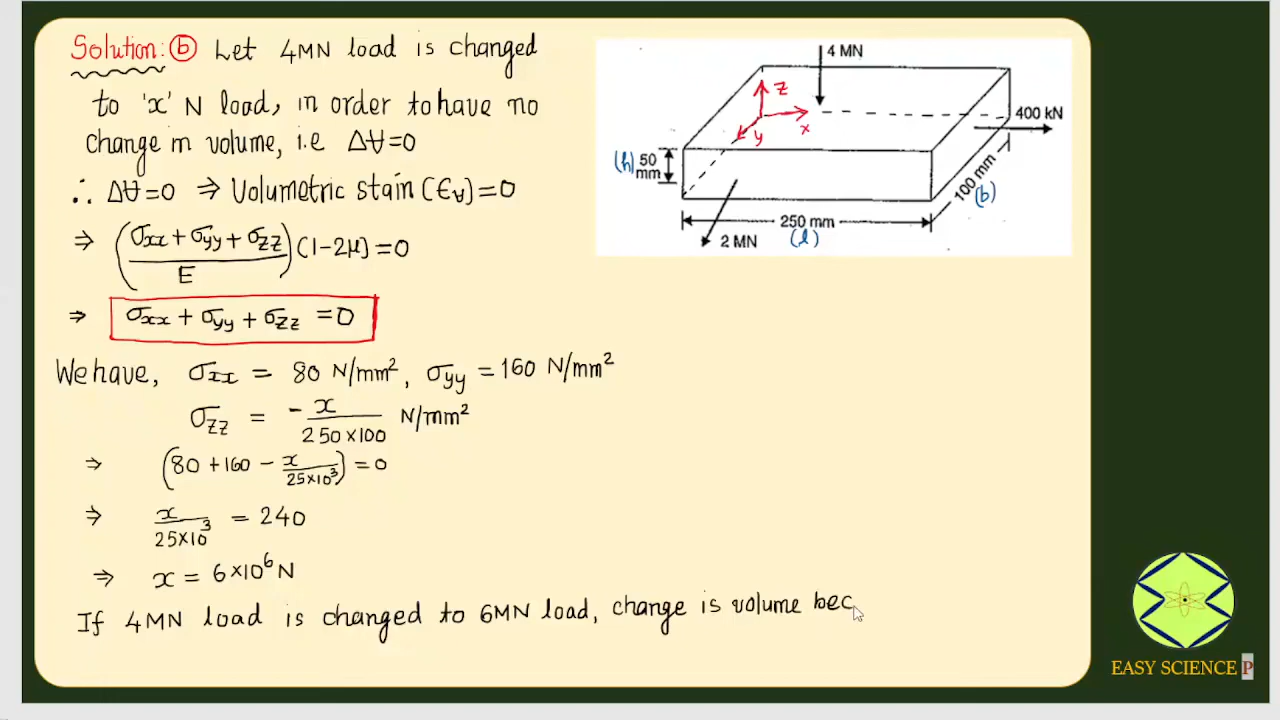 Solution: ⓑ Let 4MN load is changed
to 'x' N load, in order to have no
change in volume, i.e ΔV=0
∴ ΔV=0 ⇒ Volumetric stain (ϵv)=0
⇒ ((σxx+σyy+σzz)/E)(1-2μ)=0
⇒ σxx + σyy + σzz = 0
We have, σxx = 80 N/mm², σyy = 160 N/mm²
σzz = -x/(250×100) N/mm²
⇒ (80+160 - x/(25×10³)) = 0
⇒ x/(25×10³) = 240
⇒ x = 6×10⁶ N
If 4MN load is changed to 6MN load, change is volume bec
4 MN
z
x
y
400 kN
(h) 50 mm
100 mm
(b)
250 mm
(l)
2 MN
EASY SCIENCE P